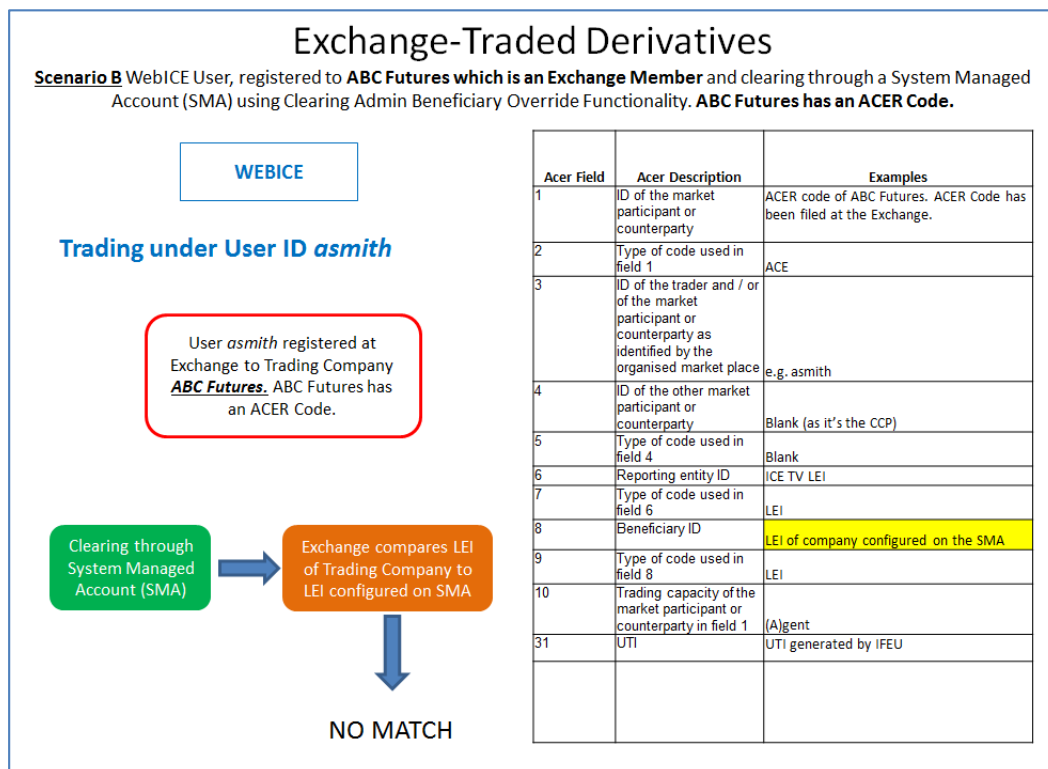 Exchange-Traded Derivatives
Scenario B WebICE User, registered to ABC Futures which is an Exchange Member and clearing through a System Managed
Account (SMA) using Clearing Admin Beneficiary Override Functionality. ABC Futures has an ACER Code.
WEBICE
Trading under User ID asmith
User asmith registered at
Exchange to Trading Company
ABC Futures. ABC Futures has
an ACER Code.
Clearing through
System Managed
Account (SMA)
Exchange compares LEI
of Trading Company to
LEI configured on SMA
NO MATCH
Acer Field Acer Description Examples
1 ID of the market
participant or
counterparty
ACER code of ABC Futures. ACER Code has
been filed at the Exchange.
2 Type of code used in
field 1
ACE
3 ID of the trader and / or
of the market
participant or
counterparty as
identified by the
organised market place
e.g. asmith
4 ID of the other market
participant or
counterparty
Blank (as it's the CCP)
5 Type of code used in
field 4
Blank
6 Reporting entity ID ICE TV LEI
7 Type of code used in
field 6
LEI
8 Beneficiary ID
LEI of company configured on the SMA
9 Type of code used in
field 8
LEI
10 Trading capacity of the
market participant or
counterparty in field 1
(A)gent
31 UTI UTI generated by IFEU